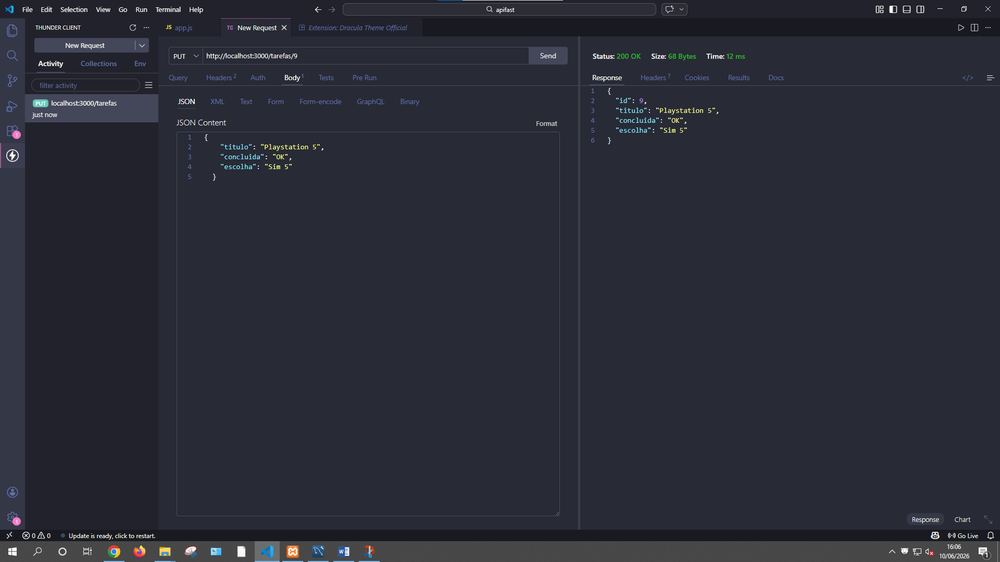 File Edit Selection View Go Run Terminal Help
apifast
THUNDER CLIENT
JS app.js
TC New Request
Extension: Dracula Theme Official
New Request
Activity Collections Env
filter activity
PUT localhost:3000/tarefas
just now
PUT
http://localhost:3000/tarefas/9
Send
Query Headers 2 Auth Body 1 Tests Pre Run
JSON XML Text Form Form-encode GraphQL Binary
JSON Content
Format
1 {
2 "titulo": "Playstation 5",
3 "concluida": "OK",
4 "escolha": "Sim 5"
5 }
Status: 200 OK Size: 68 Bytes Time: 12 ms
Response Headers 7 Cookies Results Docs
</>
1 {
2 "id": 9,
3 "titulo": "Playstation 5",
4 "concluida": "OK",
5 "escolha": "Sim 5"
6 }
Response Chart
1
1
0 0 Update is ready, click to restart.
Go Live
16:06
10/06/2026
1